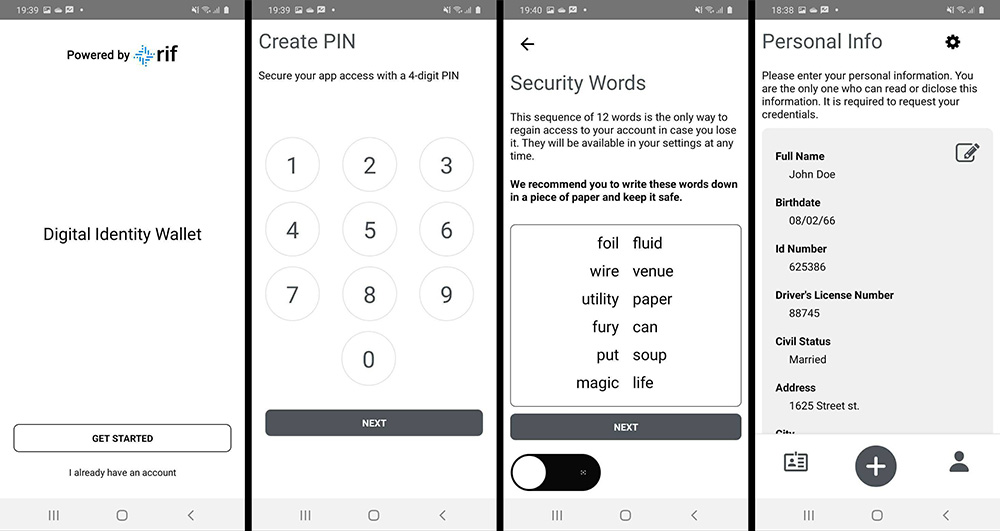 19:39
Powered by rif
Digital Identity Wallet
GET STARTED
I already have an account
19:39
Create PIN
Secure your app access with a 4-digit PIN
1 2 3
4 5 6
7 8 9
0
NEXT
19:40
Security Words
This sequence of 12 words is the only way to
regain access to your account in case you lose
it. They will be available in your settings at any
time.
We recommend you to write these words down
in a piece of paper and keep it safe.
foil fluid
wire venue
utility paper
fury can
put soup
magic life
NEXT
18:38
Personal Info
Please enter your personal information. You
are the only one who can read or diclose this
information. It is required to request your
credentials.
Full Name
John Doe
Birthdate
08/02/66
Id Number
625386
Driver's License Number
88745
Civil Status
Married
Address
1625 Street st.
City